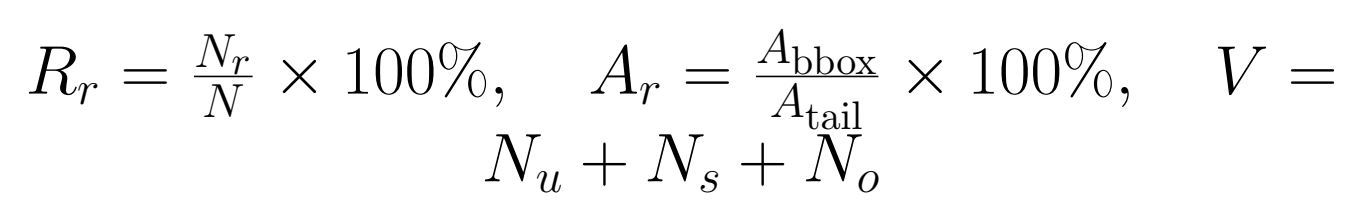 $R_r = \frac{N_r}{N} \times 100\%, \quad A_r = \frac{A_{\text{bbox}}}{A_{\text{tail}}} \times 100\%, \quad V =$
$N_u + N_s + N_o$